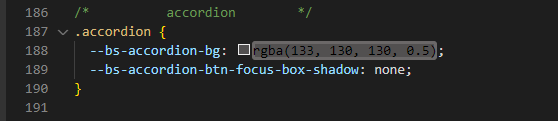 186 /* accordion */
187 .accordion {
188 --bs-accordion-bg: rgba(133, 130, 130, 0.5);
189 --bs-accordion-btn-focus-box-shadow: none;
190 }
191